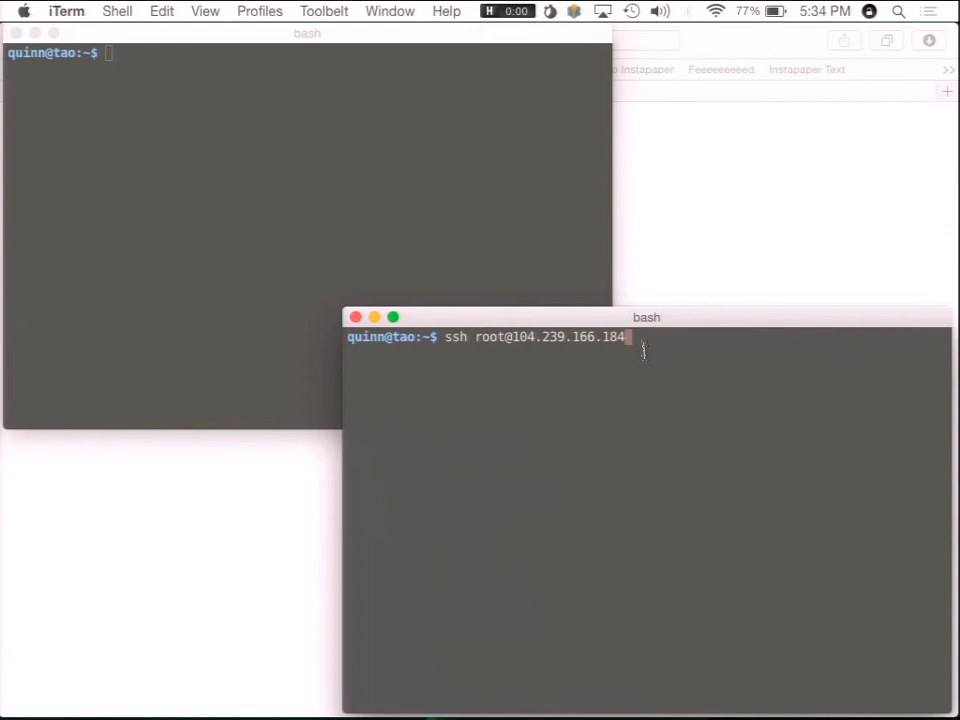 iTerm Shell Edit View Profiles Toolbelt Window Help H 0:00 77% 5:34 PM
bash
quinn@tao:~$
Instapaper Feeeeeeeed Instapaper Text >>
bash
quinn@tao:~$ ssh root@104.239.166.184